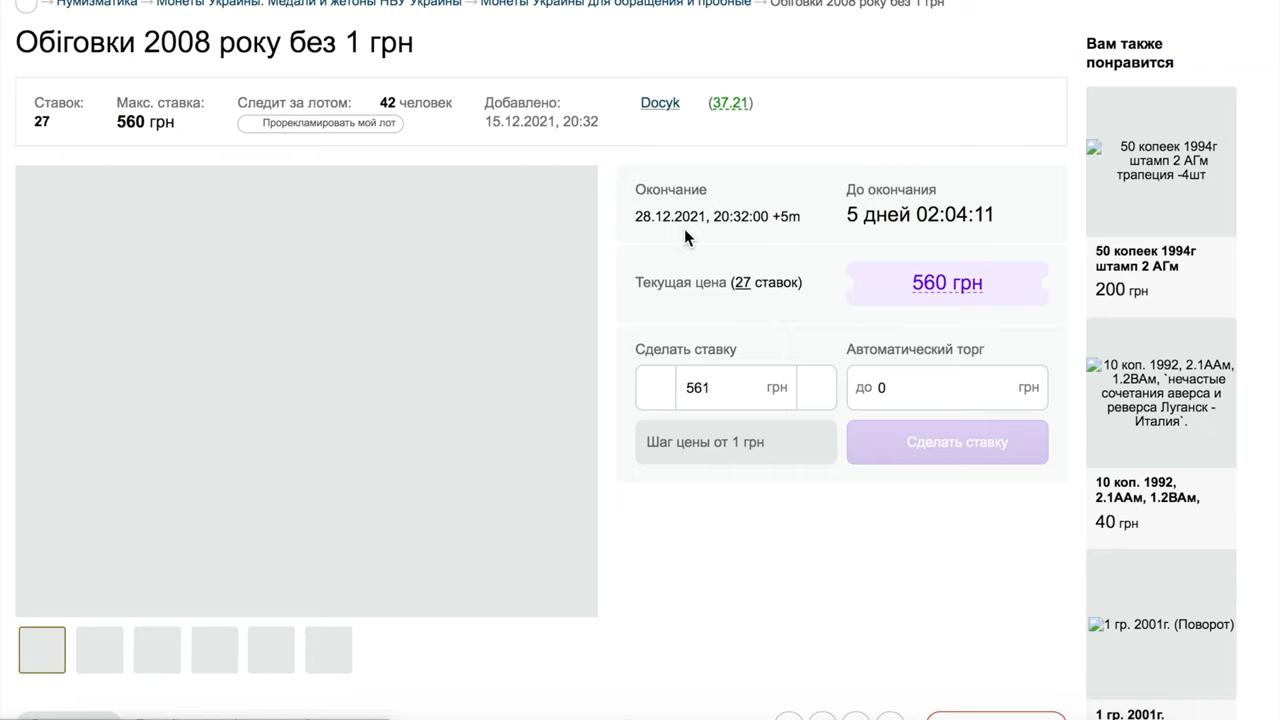 → Нумизматика → Монеты Украины. Медали и жетоны НБУ Украины → Монеты Украины для обращения и пробные → Обіговки 2008 року без 1 грн
Обіговки 2008 року без 1 грн
Ставок:
27
Макс. ставка:
560 грн
Следит за лотом: 42 человек
Прорекламировать мой лот
Добавлено:
15.12.2021, 20:32
Docyk (37.21)
Окончание
28.12.2021, 20:32:00 +5m
До окончания
5 дней 02:04:11
Текущая цена (27 ставок)
560 грн
Сделать ставку
561 грн
Шаг цены от 1 грн
Автоматический торг
до 0 грн
Сделать ставку
Вам также
понравится
50 копеек 1994г
штамп 2 АГм
трапеция -4шт
50 копеек 1994г
штамп 2 АГм
200 грн
10 коп. 1992, 2.1ААм,
1.2ВАм, `нечастые
сочетания аверса и
реверса Луганск -
Италия`.
10 коп. 1992,
2.1ААм, 1.2ВАм,
40 грн
1 гр. 2001г. (Поворот)
1 гр. 2001г.